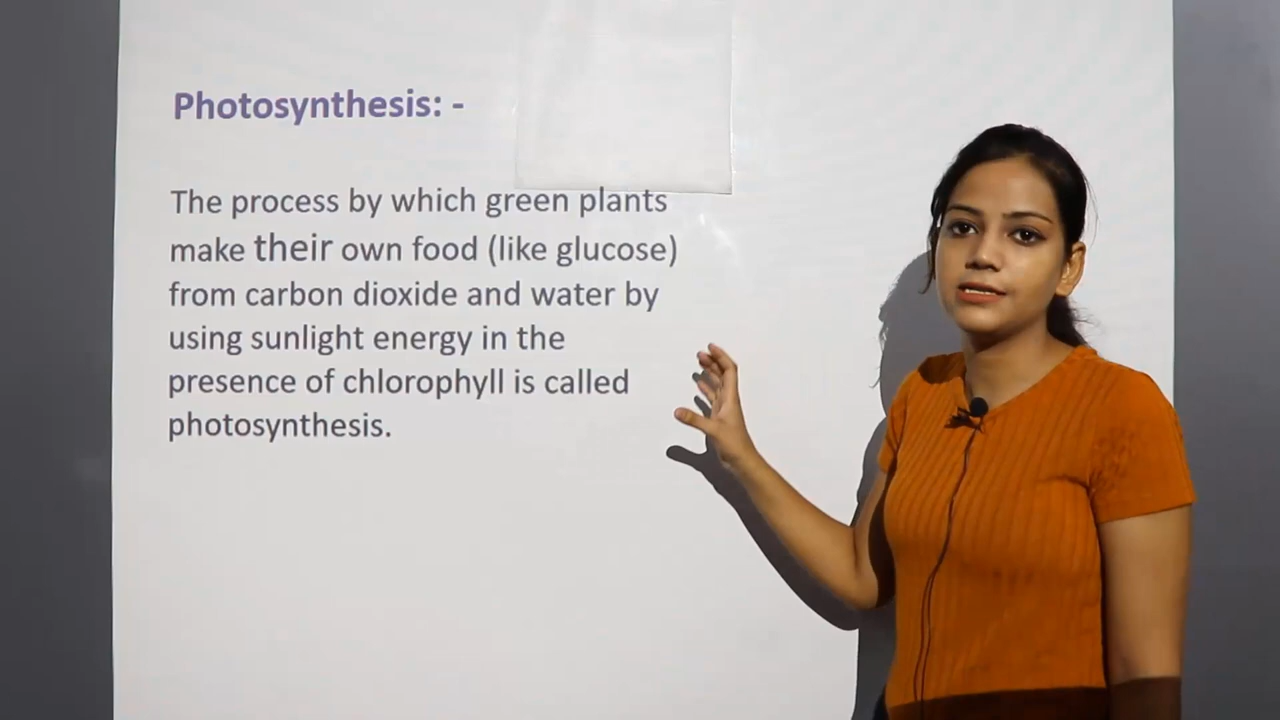 Photosynthesis: -
The process by which green plants
make their own food (like glucose)
from carbon dioxide and water by
using sunlight energy in the
presence of chlorophyll is called
photosynthesis.